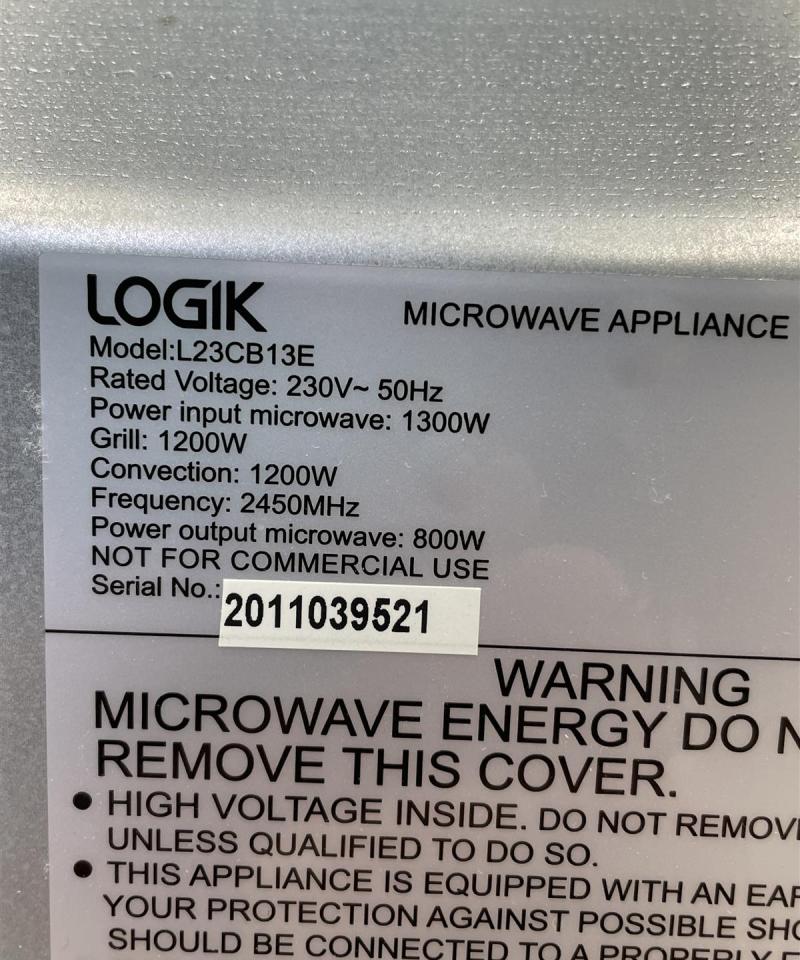 LOGIK
MICROWAVE APPLIANCE
Model:L23CB13E
Rated Voltage: 230V~ 50Hz
Power input microwave: 1300W
Grill: 1200W
Convection: 1200W
Frequency: 2450MHz
Power output microwave: 800W
NOT FOR COMMERCIAL USE
Serial No.: 2011039521
WARNING
MICROWAVE ENERGY DO
REMOVE THIS COVER.
● HIGH VOLTAGE INSIDE. DO NOT
UNLESS QUALIFIED TO DO SO.
● THIS APPLIANCE IS EQUIPPED WITH AN
YOUR PROTECTION AGAINST POSSIBLE
SHOULD BE CONNECTED TO A PROPERLY